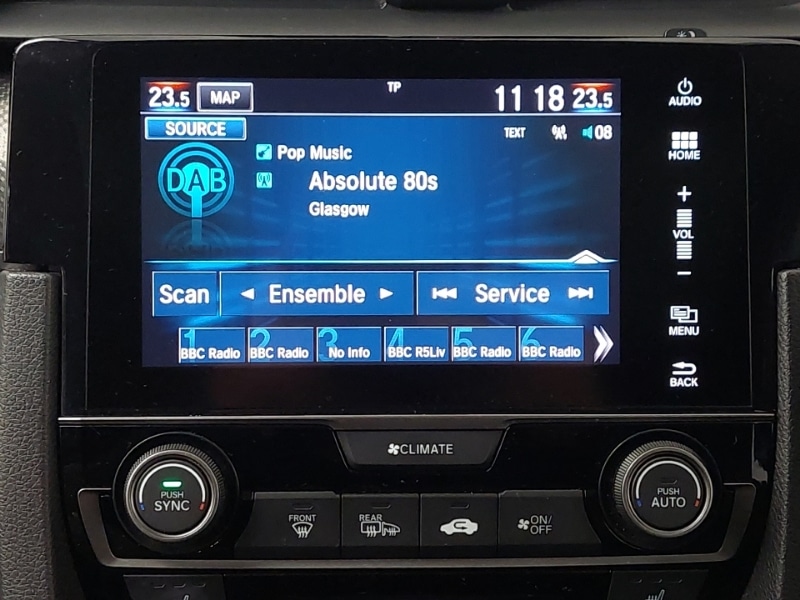 23.5 MAP TP 11 18 23.5
SOURCE TEXT 08
DAB
Pop Music
Absolute 80s
Glasgow
Scan Ensemble Service
1 2 3 4 5 6
BBC Radio BBC Radio No Info BBC R5Liv BBC Radio BBC Radio
AUDIO
HOME
+
VOL
−
MENU
BACK
CLIMATE
PUSH
SYNC
FRONT
REAR
ON/
OFF
PUSH
AUTO